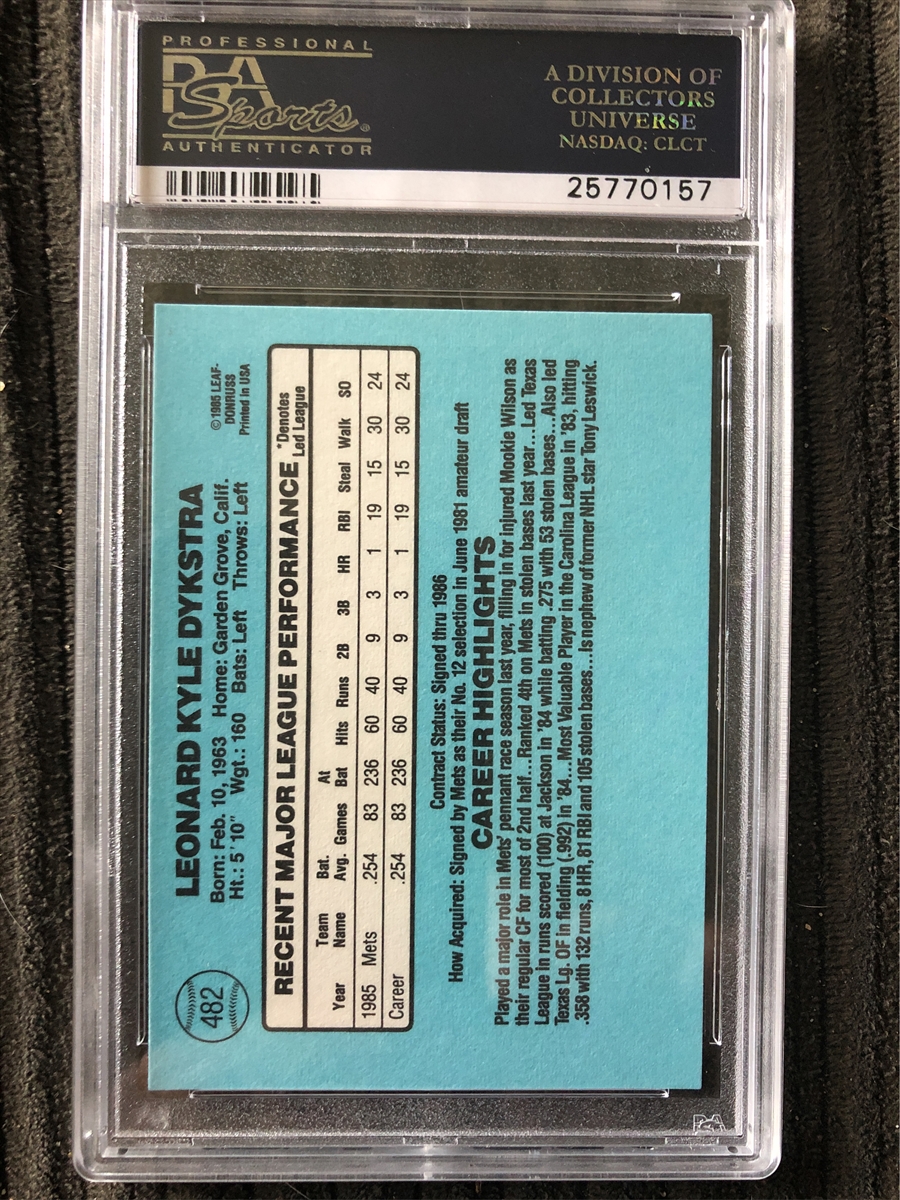 PROFESSIONAL
PSA
Sports®
AUTHENTICATOR
A DIVISION OF
COLLECTORS
UNIVERSE
NASDAQ: CLCT
25770157
482
LEONARD KYLE DYKSTRA
Born: Feb. 10, 1963 Home: Garden Grove, Calif.
Ht.: 5' 10" Wgt.: 160 Bats: Left Throws: Left
©1985 LEAF-
DONRUSS
Printed in USA
RECENT MAJOR LEAGUE PERFORMANCE
*Denotes
Led League
Year Team Name Bat. Avg. Games At Bat Hits Runs 2B 3B HR RBI Steal Walk SO
1985 Mets .254 83 236 60 40 9 3 1 19 15 30 24
Career .254 83 236 60 40 9 3 1 19 15 30 24
Contract Status: Signed thru 1986
How Acquired: Signed by Mets as their No. 12 selection in June 1981 amateur draft
CAREER HIGHLIGHTS
Played a major role in Mets' pennant race season last year, filling in for injured Mookie Wilson as
their regular CF for most of 2nd half...Ranked 4th on Mets in stolen bases last year...Led Texas
League in runs scored (100) at Jackson in '84 while batting .275 with 53 stolen bases...Also led
Texas Lg. OF in fielding (.992) in '84...Most Valuable Player in the Carolina League in '83, hitting
.358 with 132 runs, 8 HR, 81 RBI and 105 stolen bases...Is nephew of former NHL star Tony Leswick.
PSA